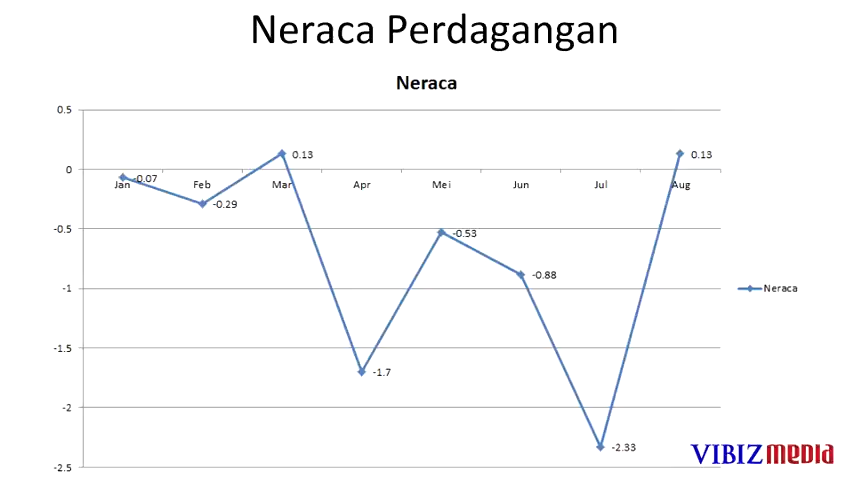 Neraca Perdagangan
Neraca
0.5
0
-0.5
-1
-1.5
-2
-2.5
Jan
Feb
Mar
Apr
Mei
Jun
Jul
Aug
-0.07
-0.29
0.13
-1.7
-0.53
-0.88
-2.33
0.13
Neraca
VIBIZMEDIA